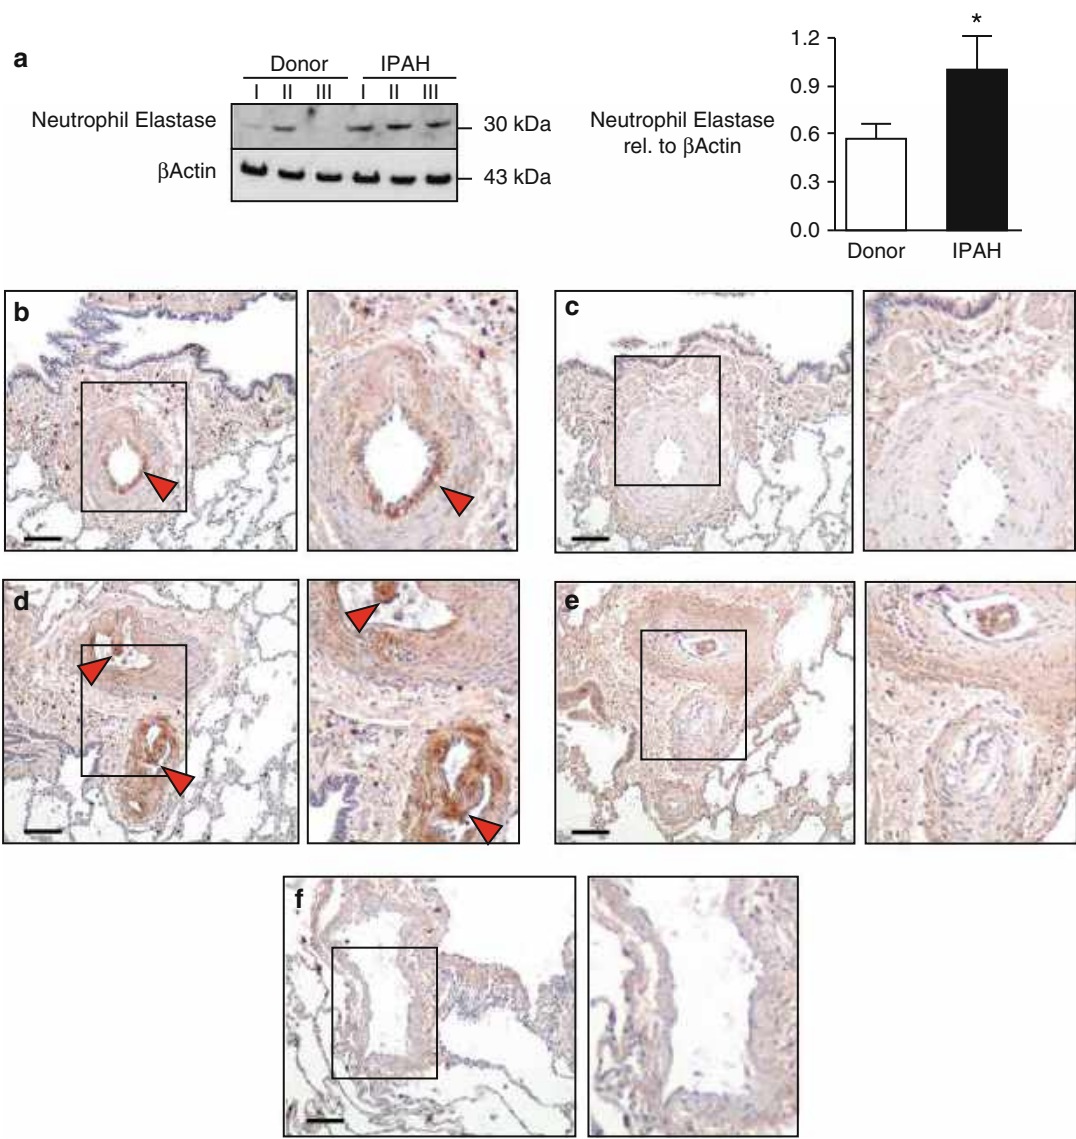 a
Donor IPAH
I II III I II III
Neutrophil Elastase 30 kDa
βActin 43 kDa
Neutrophil Elastase
rel. to βActin
1.2
0.9
0.6
0.3
0.0
*
Donor IPAH
b
c
d
e
f